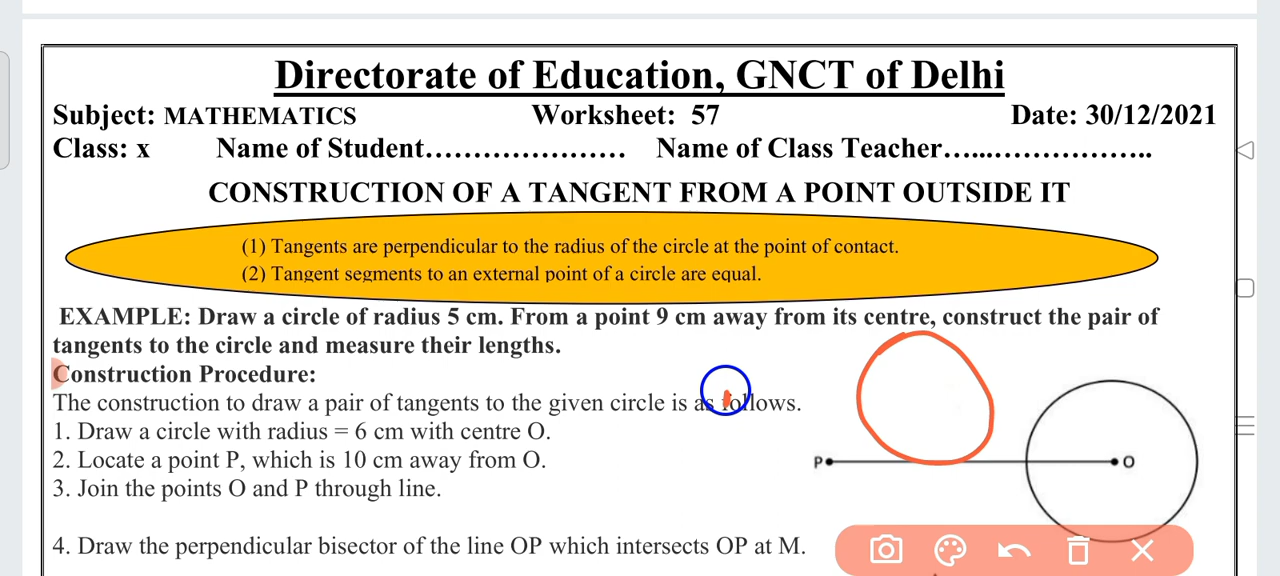 Directorate of Education, GNCT of Delhi
Subject: MATHEMATICS Worksheet: 57 Date: 30/12/2021
Class: x Name of Student..................... Name of Class Teacher......................
CONSTRUCTION OF A TANGENT FROM A POINT OUTSIDE IT
(1) Tangents are perpendicular to the radius of the circle at the point of contact.
(2) Tangent segments to an external point of a circle are equal.
EXAMPLE: Draw a circle of radius 5 cm. From a point 9 cm away from its centre, construct the pair of
tangents to the circle and measure their lengths.
Construction Procedure:
The construction to draw a pair of tangents to the given circle is as follows.
1. Draw a circle with radius = 6 cm with centre O.
2. Locate a point P, which is 10 cm away from O.
P O
3. Join the points O and P through line.
4. Draw the perpendicular bisector of the line OP which intersects OP at M.